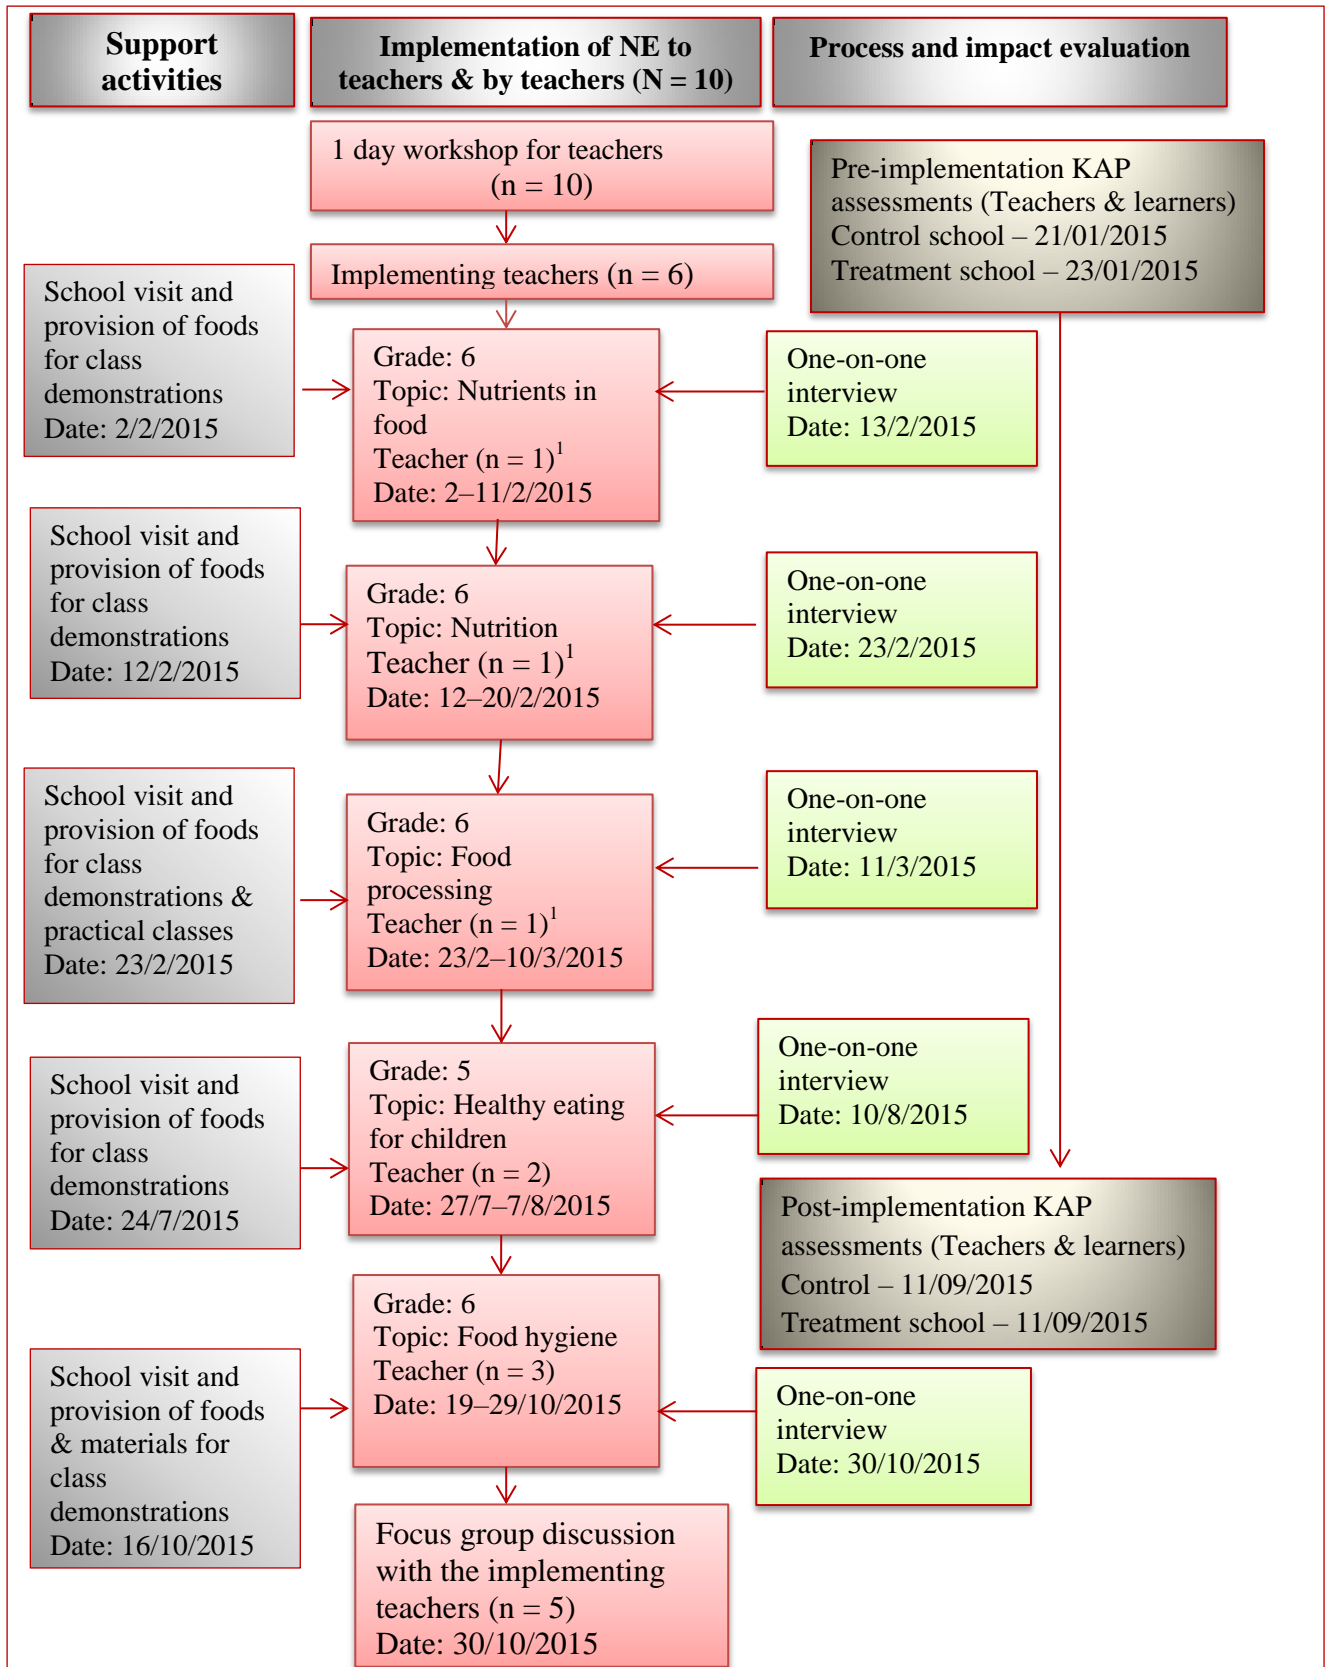 Support
activities
Implementation of NE to
teachers & by teachers (N = 10)
Process and impact evaluation
1 day workshop for teachers
(n = 10)
Pre-implementation KAP
assessments (Teachers & learners)
Control school – 21/01/2015
Treatment school – 23/01/2015
Implementing teachers (n = 6)
School visit and
provision of foods
for class
demonstrations
Date: 2/2/2015
Grade: 6
Topic: Nutrients in
food
Teacher (n = 1)1
Date: 2–11/2/2015
One-on-one
interview
Date: 13/2/2015
School visit and
provision of foods
for class
demonstrations
Date: 12/2/2015
Grade: 6
Topic: Nutrition
Teacher (n = 1)1
Date: 12–20/2/2015
One-on-one
interview
Date: 23/2/2015
School visit and
provision of foods
for class
demonstrations &
practical classes
Date: 23/2/2015
Grade: 6
Topic: Food
processing
Teacher (n = 1)1
Date: 23/2–10/3/2015
One-on-one
interview
Date: 11/3/2015
School visit and
provision of foods
for class
demonstrations
Date: 24/7/2015
Grade: 5
Topic: Healthy eating
for children
Teacher (n = 2)
Date: 27/7–7/8/2015
One-on-one
interview
Date: 10/8/2015
Post-implementation KAP
assessments (Teachers & learners)
Control – 11/09/2015
Treatment school – 11/09/2015
School visit and
provision of foods
& materials for
class
demonstrations
Date: 16/10/2015
Grade: 6
Topic: Food hygiene
Teacher (n = 3)
Date: 19–29/10/2015
One-on-one
interview
Date: 30/10/2015
Focus group discussion
with the implementing
teachers (n = 5)
Date: 30/10/2015